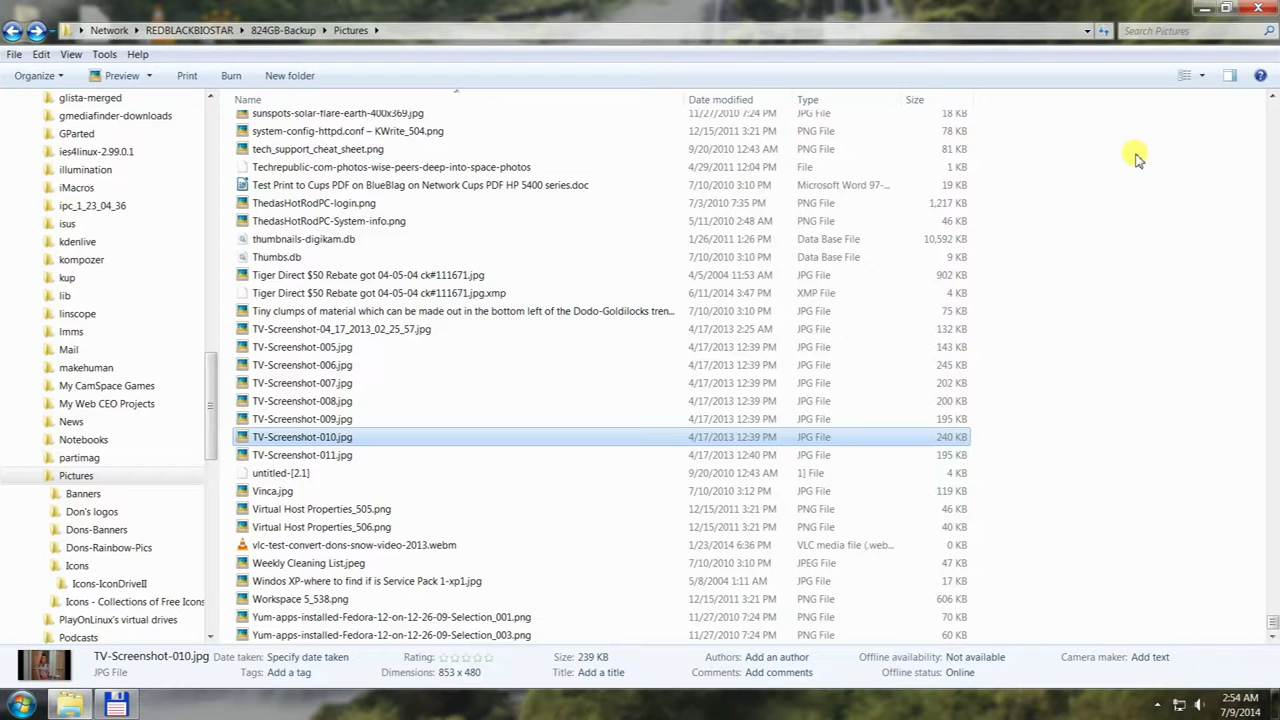 Network REDBLACKBIOSTAR 824GB-Backup Pictures Search Pictures
File Edit View Tools Help
Organize Preview Print Burn New folder
glista-merged
gmediafinder-downloads
GParted
ies4linux-2.99.0.1
illumination
iMacros
ipc_1_23_04_36
isus
kdenlive
kompozer
kup
lib
linscope
lmms
Mail
makehuman
My CamSpace Games
My Web CEO Projects
News
Notebooks
partimag
Pictures
Banners
Don's logos
Dons-Banners
Dons-Rainbow-Pics
Icons
Icons-IconDriveII
Icons - Collections of Free Icons
PlayOnLinux's virtual drives
Podcasts
Name Date modified Type Size
sunspots-solar-flare-earth-400x369.jpg 11/27/2010 7:24 PM JPG File 18 KB
system-config-httpd.conf – KWrite_504.png 12/15/2011 3:21 PM PNG File 78 KB
tech_support_cheat_sheet.png 9/20/2010 12:43 AM PNG File 81 KB
Techrepublic-com-photos-wise-peers-deep-into-space-photos 4/29/2011 12:04 PM File 1 KB
Test Print to Cups PDF on BlueBlag on Network Cups PDF HP 5400 series.doc 7/10/2010 3:10 PM Microsoft Word 97-... 19 KB
ThedasHotRodPC-login.png 7/3/2010 7:35 PM PNG File 1,217 KB
ThedasHotRodPC-System-info.png 5/11/2010 2:48 AM PNG File 46 KB
thumbnails-digikam.db 1/26/2011 1:26 PM Data Base File 10,592 KB
Thumbs.db 7/10/2010 3:10 PM Data Base File 9 KB
Tiger Direct $50 Rebate got 04-05-04 ck#111671.jpg 4/5/2004 11:53 AM JPG File 902 KB
Tiger Direct $50 Rebate got 04-05-04 ck#111671.jpg.xmp 6/11/2014 3:47 PM XMP File 4 KB
Tiny clumps of material which can be made out in the bottom left of the Dodo-Goldilocks tren... 7/10/2010 3:10 PM JPG File 75 KB
TV-Screenshot-04_17_2013_02_25_57.jpg 4/17/2013 2:25 AM JPG File 132 KB
TV-Screenshot-005.jpg 4/17/2013 12:39 PM JPG File 143 KB
TV-Screenshot-006.jpg 4/17/2013 12:39 PM JPG File 245 KB
TV-Screenshot-007.jpg 4/17/2013 12:39 PM JPG File 202 KB
TV-Screenshot-008.jpg 4/17/2013 12:39 PM JPG File 200 KB
TV-Screenshot-009.jpg 4/17/2013 12:39 PM JPG File 195 KB
TV-Screenshot-010.jpg 4/17/2013 12:39 PM JPG File 240 KB
TV-Screenshot-011.jpg 4/17/2013 12:40 PM JPG File 195 KB
untitled-[2.1] 9/20/2010 12:43 AM 1] File 4 KB
Vinca.jpg 7/10/2010 3:12 PM JPG File 119 KB
Virtual Host Properties_505.png 12/15/2011 3:21 PM PNG File 46 KB
Virtual Host Properties_506.png 12/15/2011 3:21 PM PNG File 40 KB
vlc-test-convert-dons-snow-video-2013.webm 1/23/2014 6:36 PM VLC media file (.web... 0 KB
Weekly Cleaning List.jpeg 7/10/2010 3:10 PM JPEG File 47 KB
Windos XP-where to find if is Service Pack 1-xp1.jpg 5/8/2004 1:11 AM JPG File 17 KB
Workspace 5_538.png 12/15/2011 3:21 PM PNG File 606 KB
Yum-apps-installed-Fedora-12-on-12-26-09-Selection_001.png 11/27/2010 7:24 PM PNG File 70 KB
Yum-apps-installed-Fedora-12-on-12-26-09-Selection_003.png 11/27/2010 7:24 PM PNG File 60 KB
TV-Screenshot-010.jpg Date taken: Specify date taken Rating: Size: 239 KB Authors: Add an author Offline availability: Not available Camera maker: Add text
JPG File Tags: Add a tag Dimensions: 853 x 480 Title: Add a title Comments: Add comments Offline status: Online
2:54 AM
7/9/2014